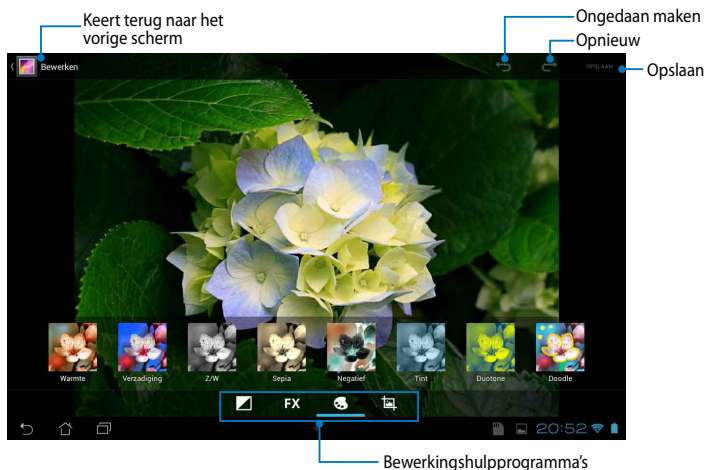 Keert terug naar het
vorige scherm
Ongedaan maken
Opnieuw
Opslaan
Bewerken
OPSLAAN
Warmte
Verzadiging
Z/W
Sepia
Negatief
Tint
Duotone
Doodle
FX
20:52
Bewerkingshulpprogramma's